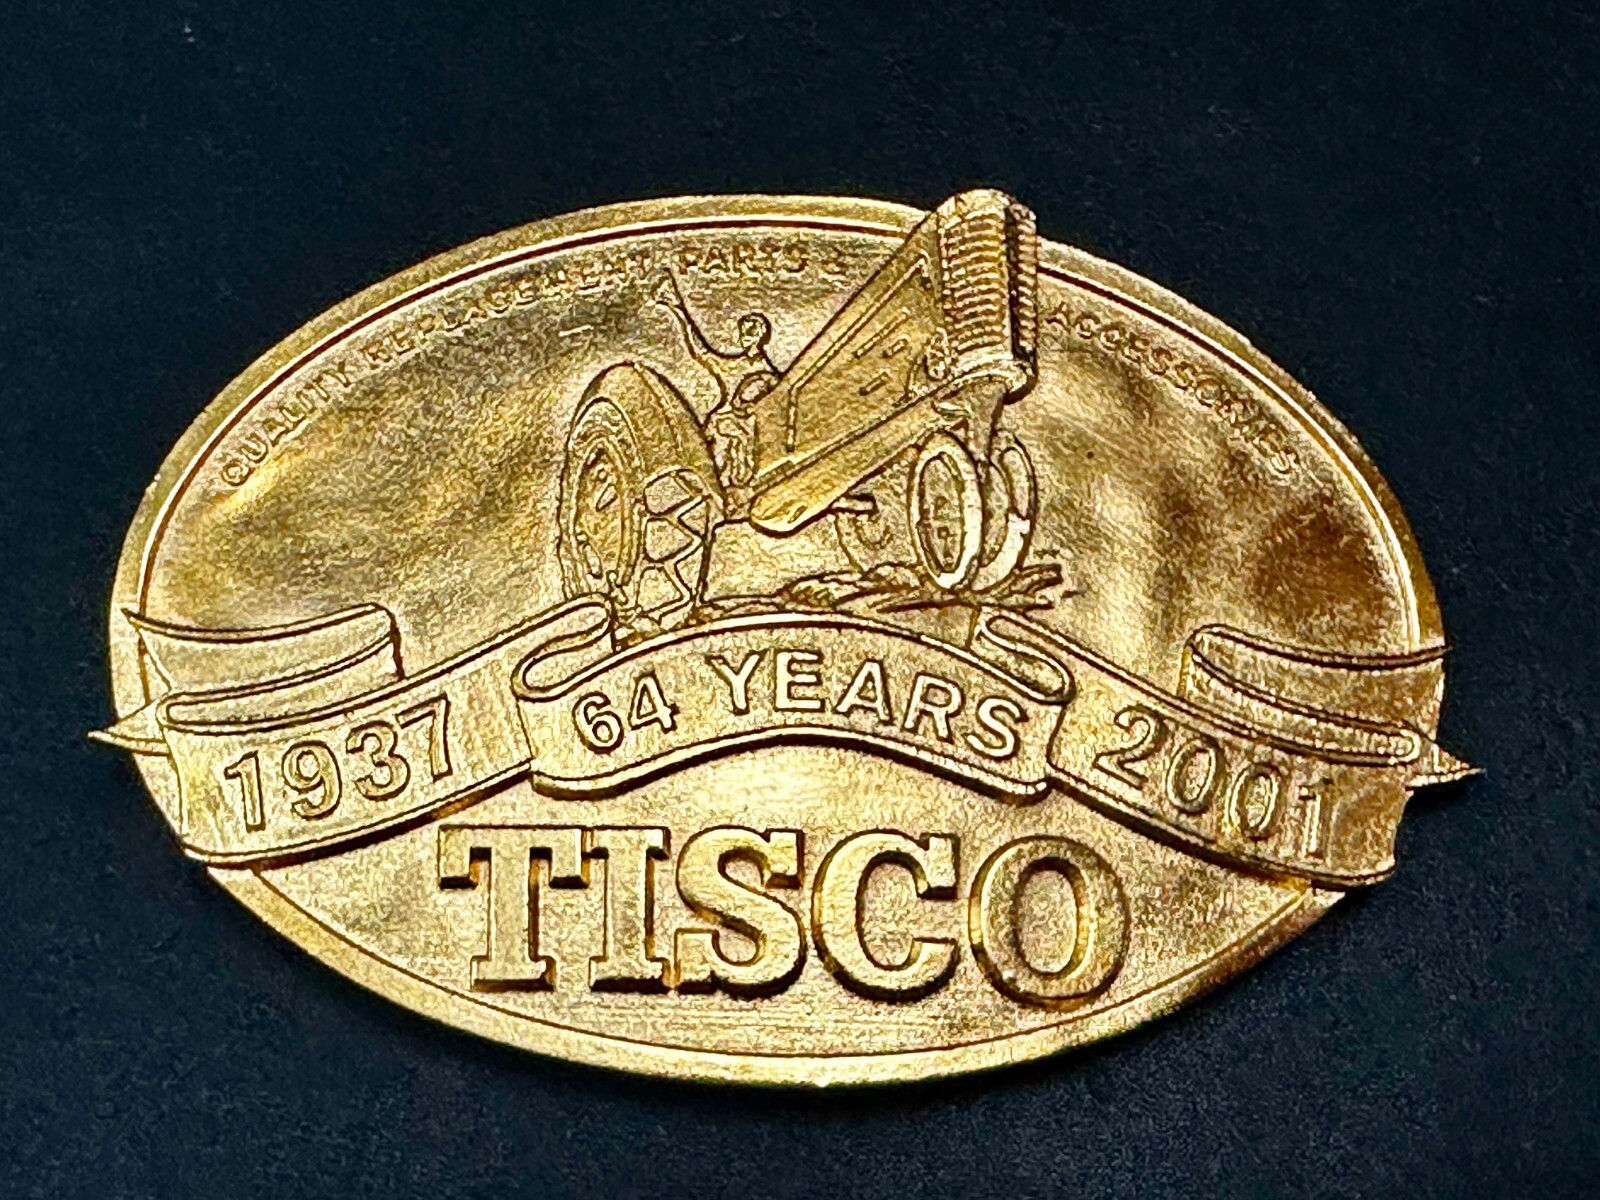 QUALITY REPLACEMENT PARTS & ACCESSORIES
1937 64 YEARS 2001
TISCO